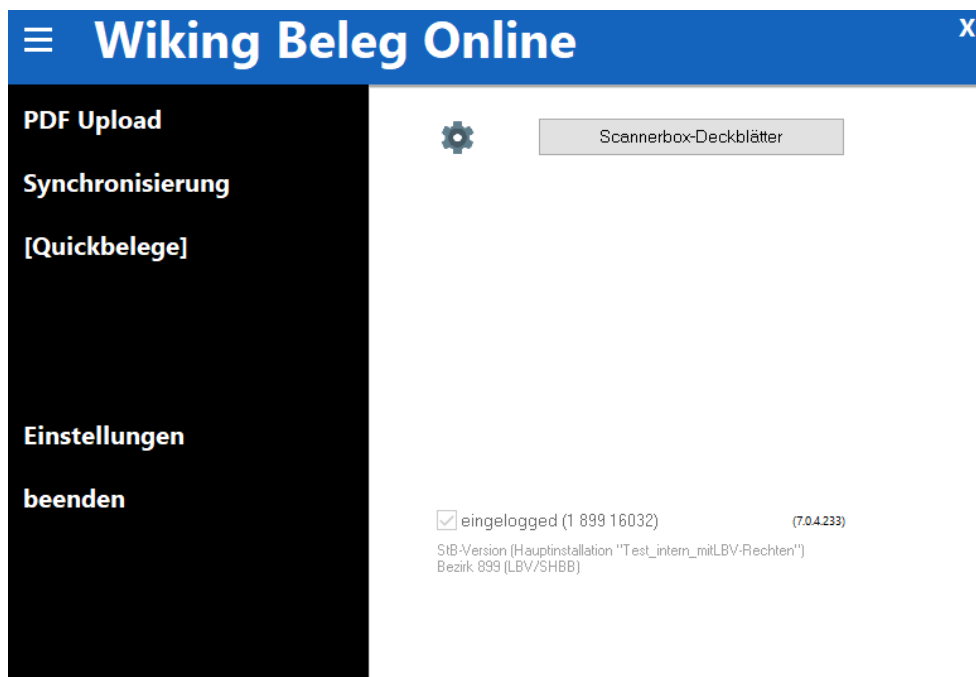 Wiking Beleg Online
X
PDF Upload
Scannerbox-Deckblätter
Synchronisierung
[Quickbelege]
Einstellungen
beenden
eingelogged (1 899 16032)
(7.0.4.233)
StB-Version (Hauptinstallation "Test_intern_mitLBV-Rechten")
Bezirk 899 (LBV/SHBB)